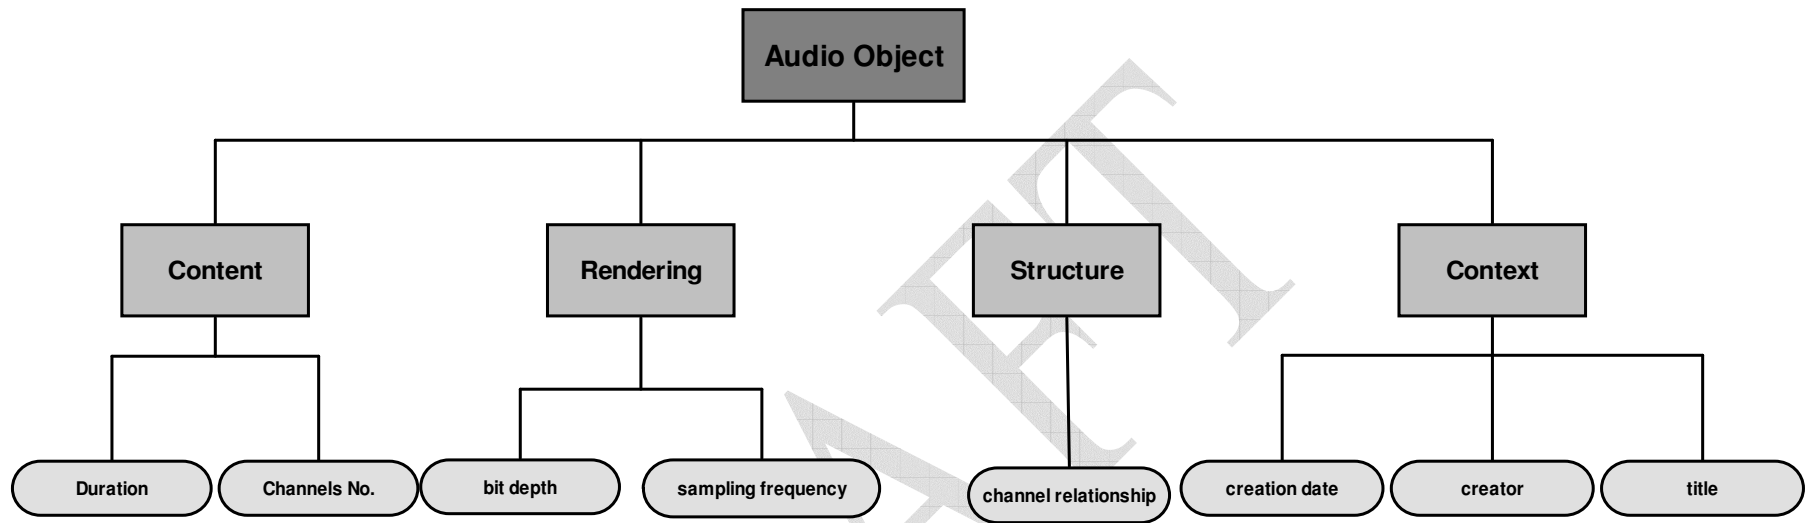 Audio Object
Content
Rendering
Structure
Context
Duration
Channels No.
bit depth
sampling frequency
channel relationship
creation date
creator
title
AFT